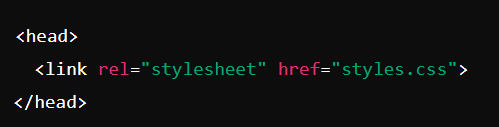 <head>
  <link rel="stylesheet" href="styles.css">
</head>